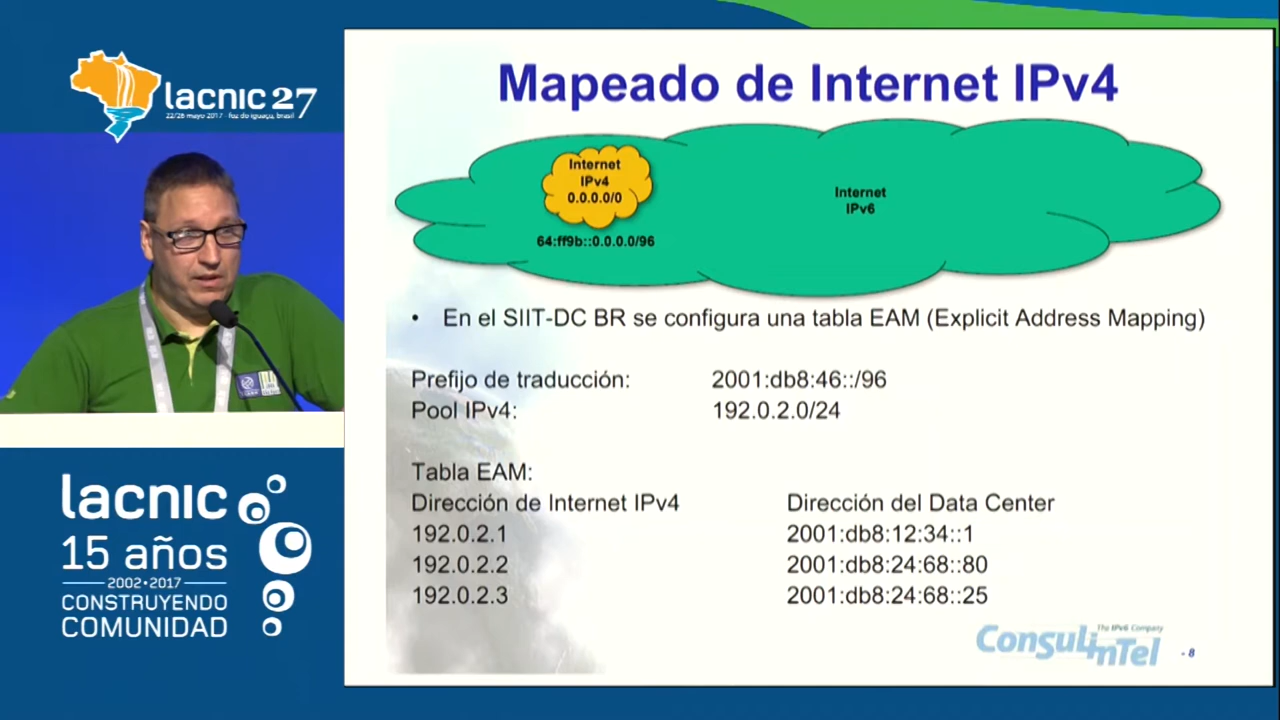 lacnic 27
22/26 mayo 2017 - foz do iguaçu, brasil
Mapeado de Internet IPv4
Internet
IPv4
0.0.0.0/0
64:ff9b::0.0.0.0/96
Internet
IPv6
• En el SIIT-DC BR se configura una tabla EAM (Explicit Address Mapping)
Prefijo de traducción: 2001:db8:46::/96
Pool IPv4: 192.0.2.0/24
Tabla EAM:
Dirección de Internet IPv4 Dirección del Data Center
192.0.2.1 2001:db8:12:34::1
192.0.2.2 2001:db8:24:68::80
192.0.2.3 2001:db8:24:68::25
The IPv6 Company
ConsulinTel
- 8
lacnic
15 años
2002•2017
CONSTRUYENDO
COMUNIDAD